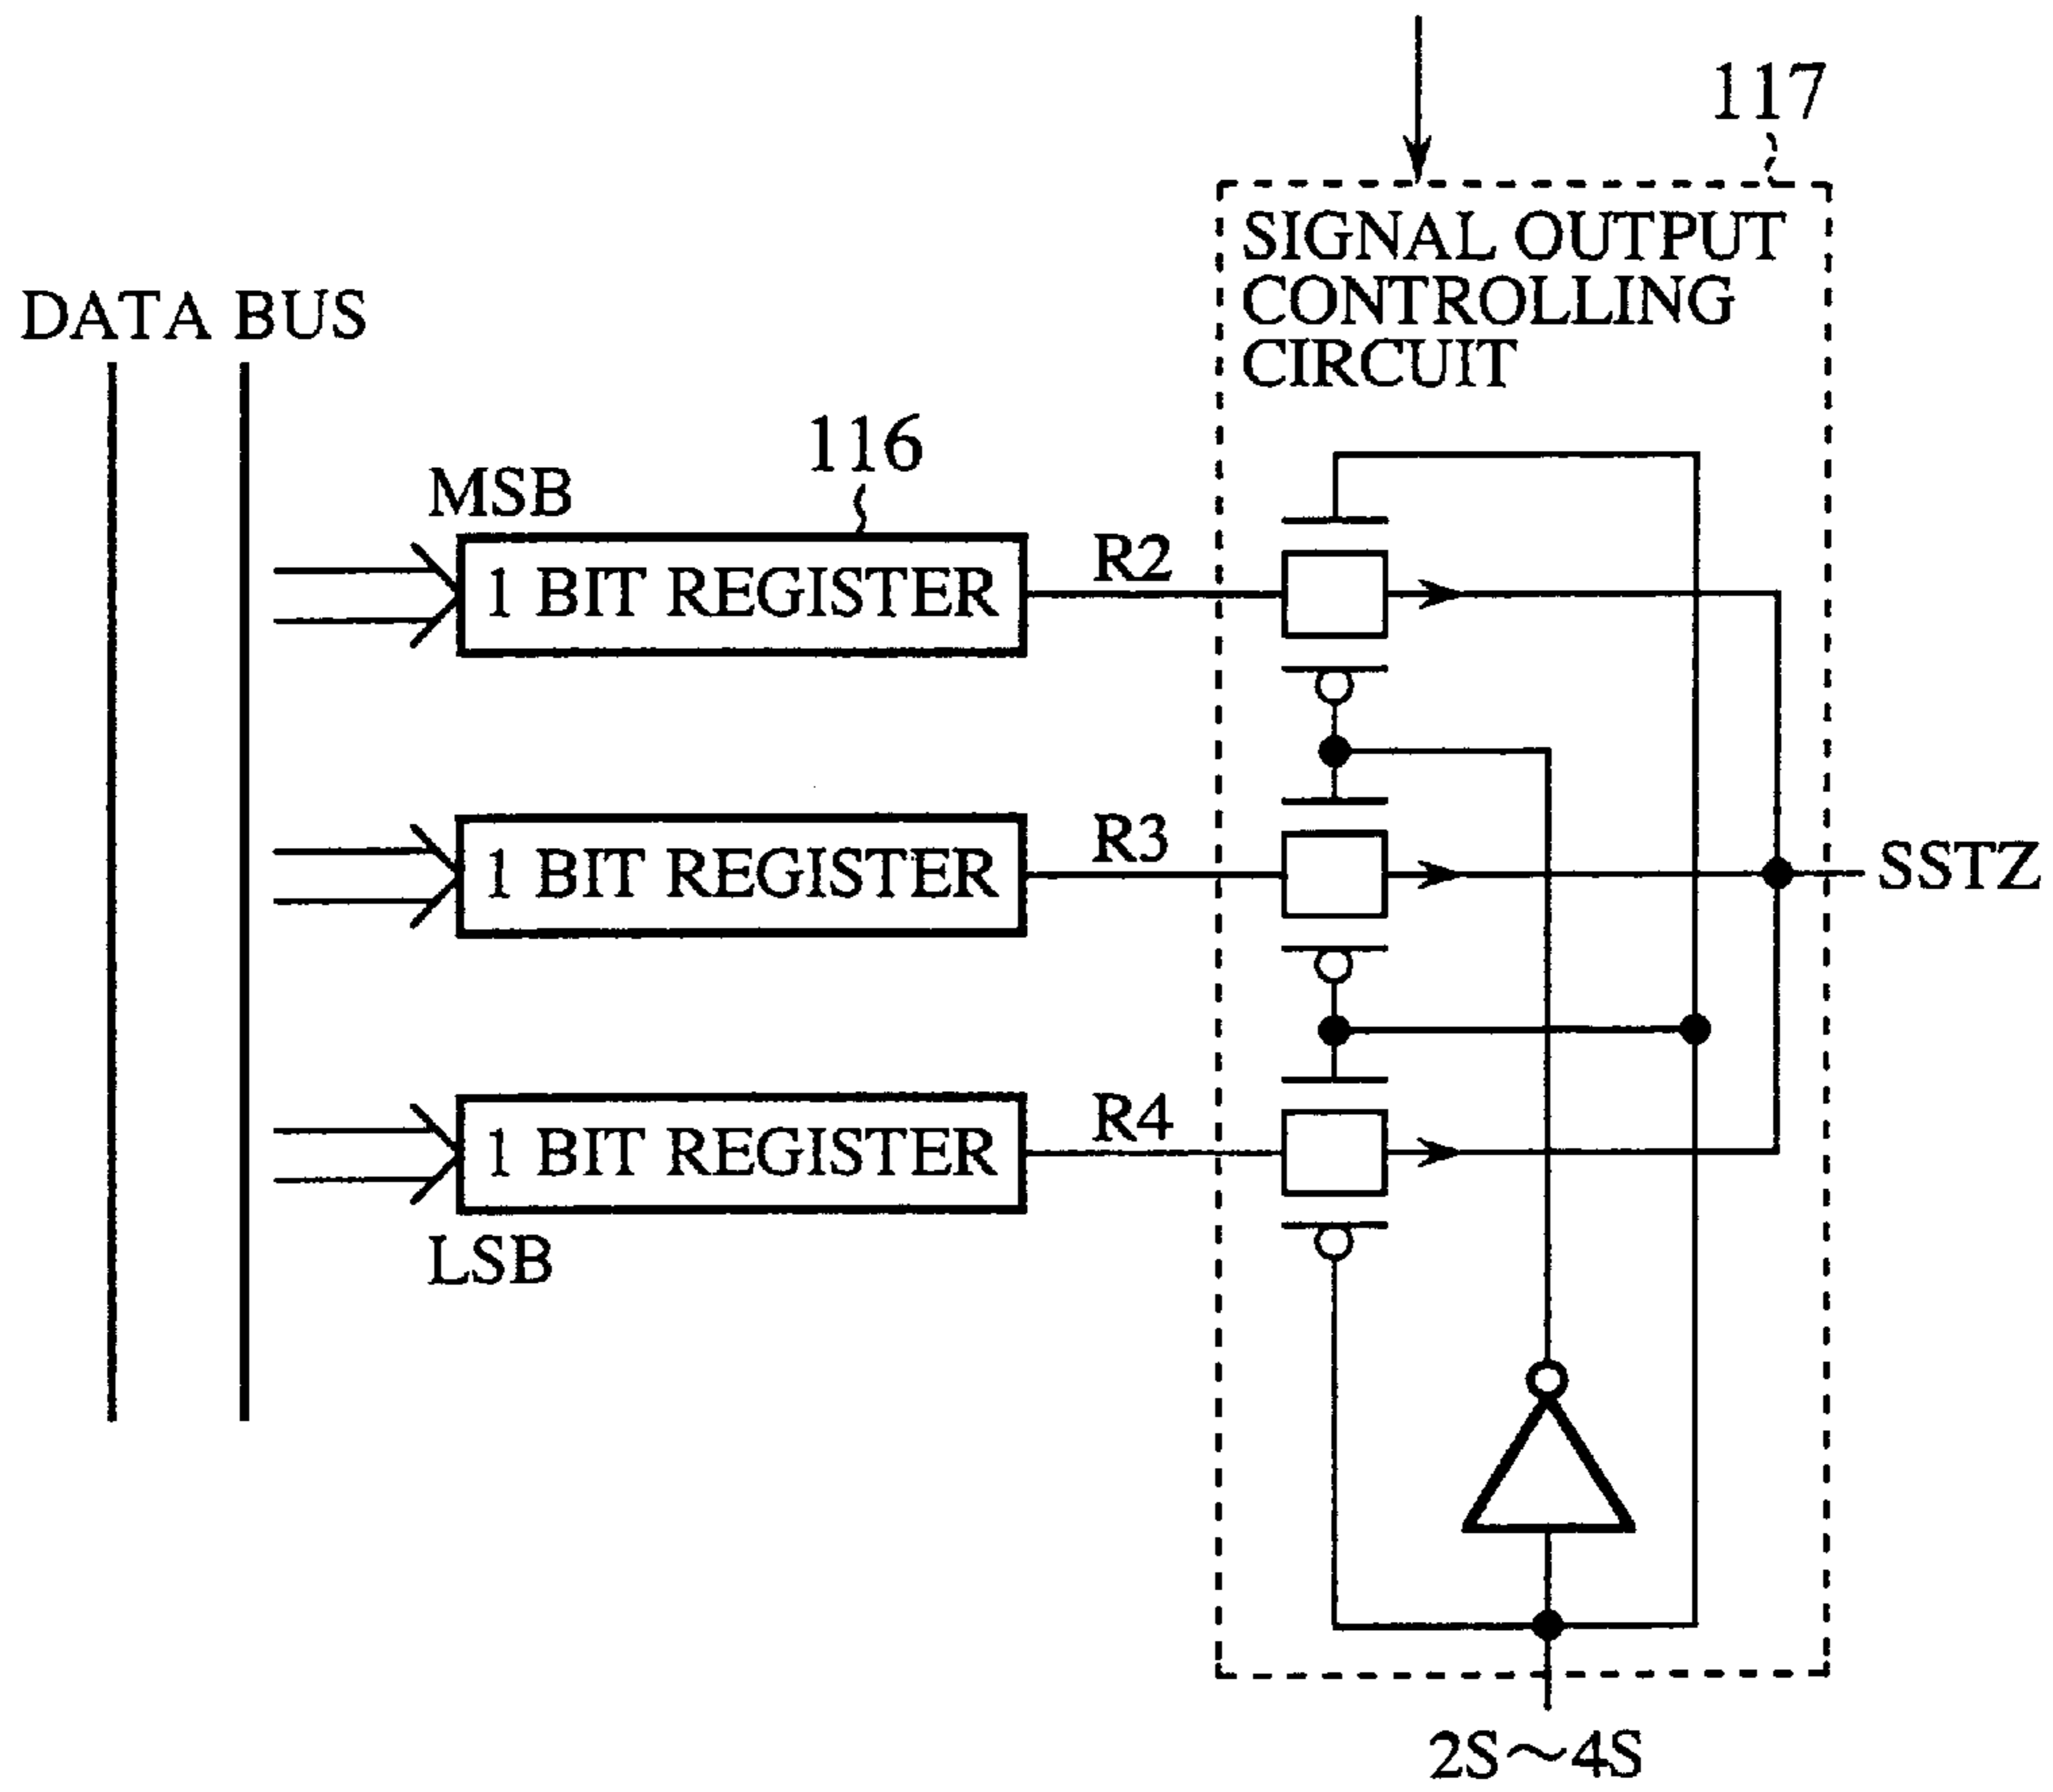 117
SIGNAL OUTPUT
CONTROLLING
CIRCUIT
DATA BUS
116
MSB
1 BIT REGISTER
R2
1 BIT REGISTER
R3
SSTZ
1 BIT REGISTER
R4
LSB
2S～4S